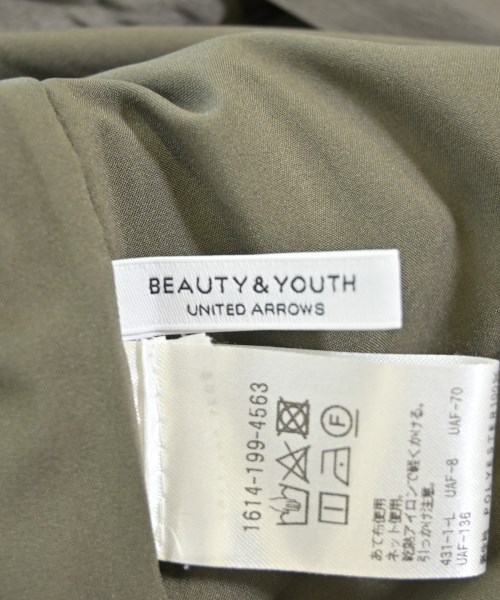 BEAUTY & YOUTH
UNITED ARROWS
1614-199-4563
F
あて布使用
ネット使用。
乾熱アイロンで軽くかける。
引っかけ注意。
431-1-L UAF-8 UAF-70
UAF-136